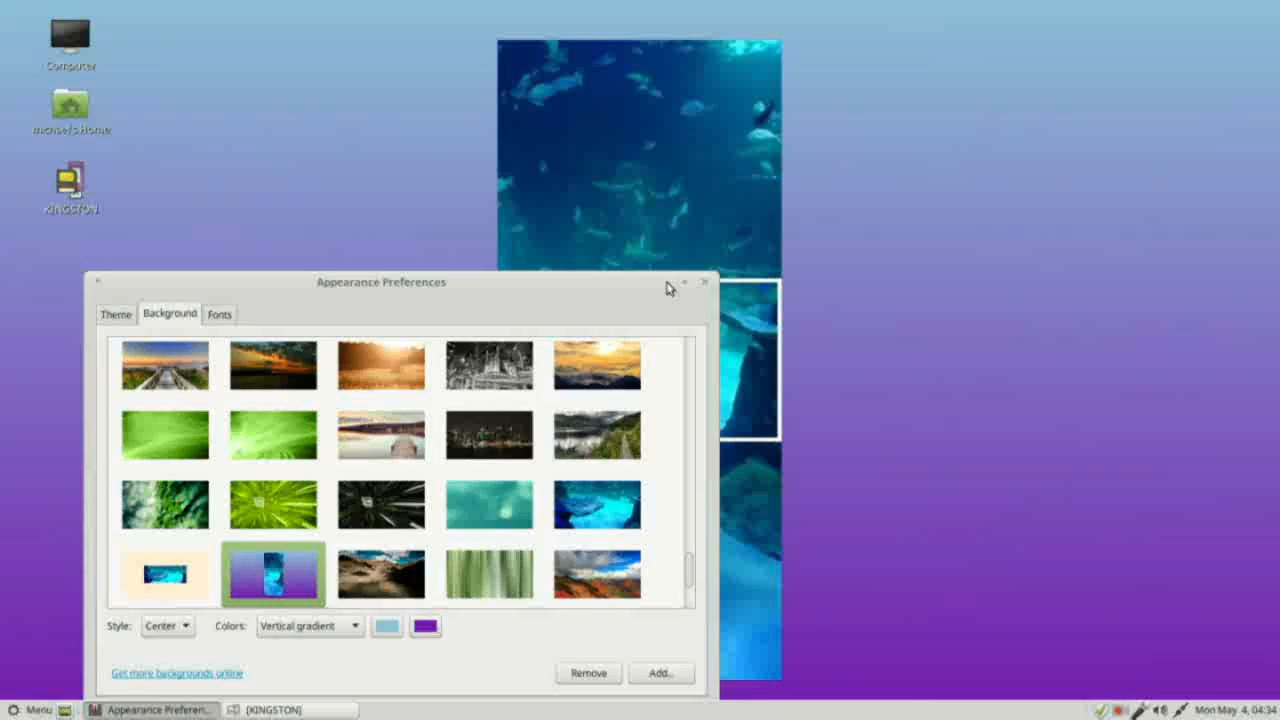 Computer
michael's Home
KINGSTON
Appearance Preferences
Theme
Background
Fonts
Style:
Center
Colors:
Vertical gradient
Get more backgrounds online
Remove
Add...
Menu
Appearance Preferen...
[KINGSTON]
Mon May 4, 04:34